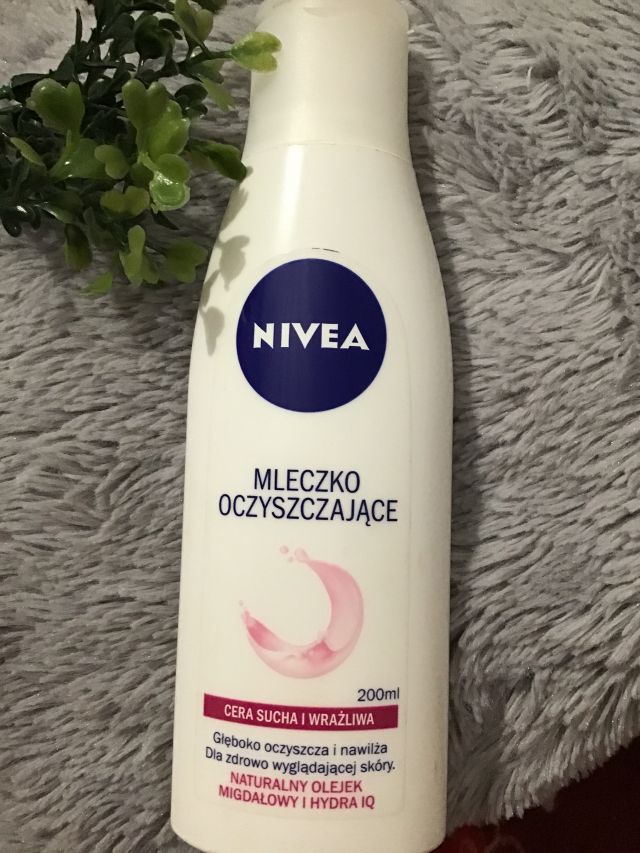 NIVEA
MLECZKO
OCZYSZCZAJĄCE
200ml
CERA SUCHA I WRAŻLIWA
Głęboko oczyszcza i nawilża
Dla zdrowo wyglądającej skóry.
NATURALNY OLEJEK
MIGDAŁOWY I HYDRA IQ